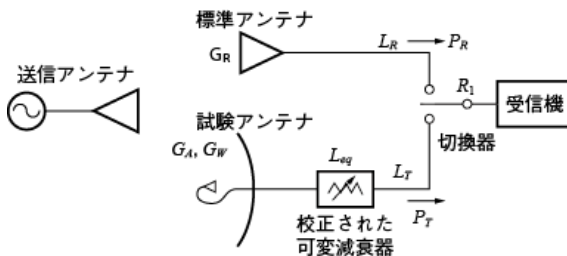 標準アンテナ
G_R
L_R
P_R
送信アンテナ
R_1
受信機
試験アンテナ
切換器
G_A, G_W
L_eq
L_T
P_T
校正された
可変減衰器